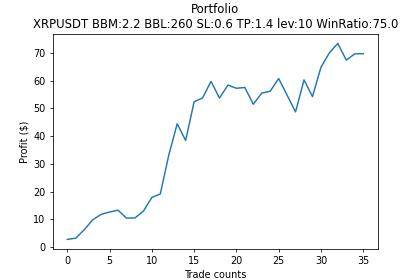 Portfolio
XRPUSDT BBM:2.2 BBL:260 SL:0.6 TP:1.4 lev:10 WinRatio:75.0
Profit ($)
70
60
50
40
30
20
10
0
0 5 10 15 20 25 30 35
Trade counts